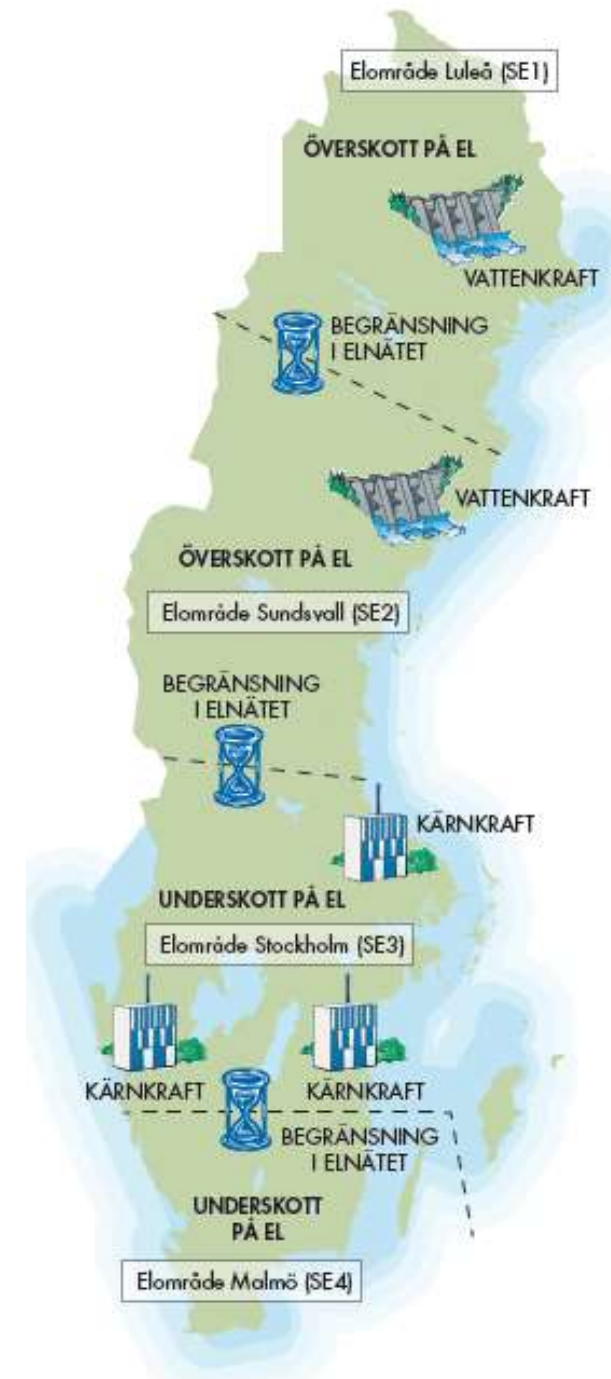 Elområde Luleå (SE1)
ÖVERSKOTT PÅ EL
VATTENKRAFT
BEGRÄNSNING
I ELNÄTET
VATTENKRAFT
ÖVERSKOTT PÅ EL
Elområde Sundsvall (SE2)
BEGRÄNSNING
I ELNÄTET
KÄRNKRAFT
UNDERSKOTT PÅ EL
Elområde Stockholm (SE3)
KÄRNKRAFT
KÄRNKRAFT
BEGRÄNSNING
I ELNÄTET
UNDERSKOTT
PÅ EL
Elområde Malmö (SE4)